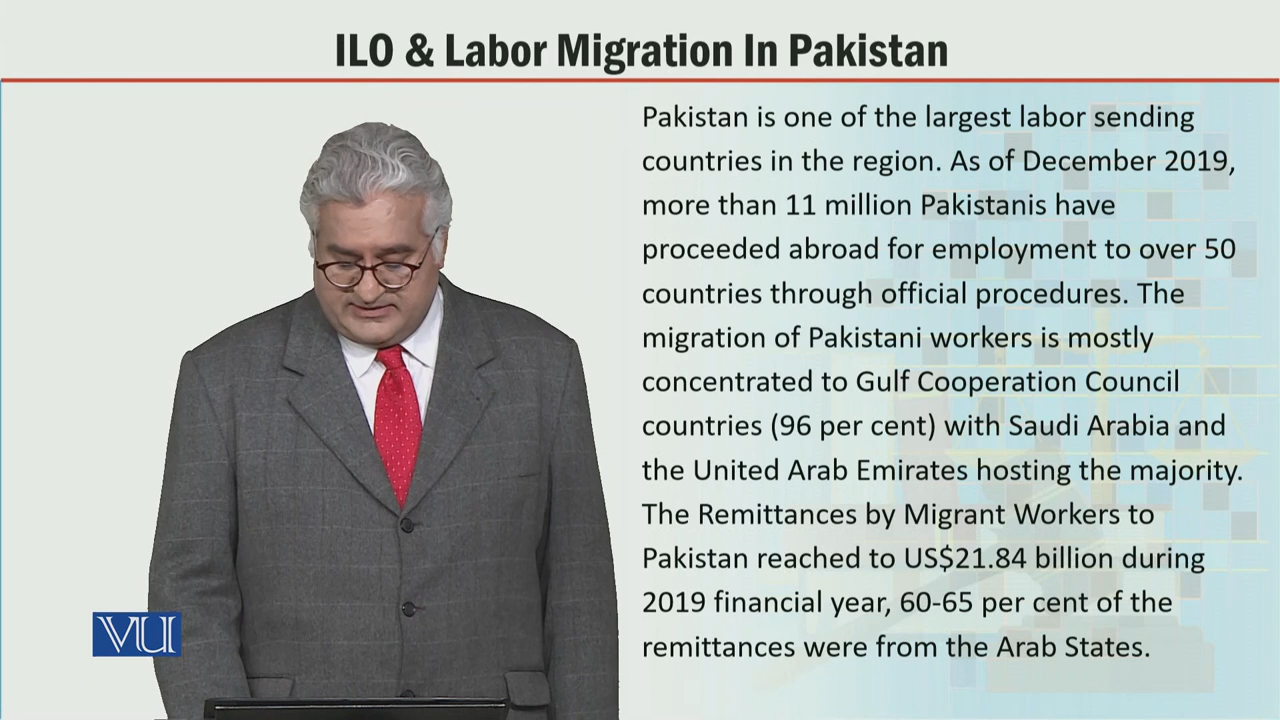 ILO & Labor Migration In Pakistan
Pakistan is one of the largest labor sending
countries in the region. As of December 2019,
more than 11 million Pakistanis have
proceeded abroad for employment to over 50
countries through official procedures. The
migration of Pakistani workers is mostly
concentrated to Gulf Cooperation Council
countries (96 per cent) with Saudi Arabia and
the United Arab Emirates hosting the majority.
The Remittances by Migrant Workers to
Pakistan reached to US$21.84 billion during
2019 financial year, 60-65 per cent of the
remittances were from the Arab States.
VU